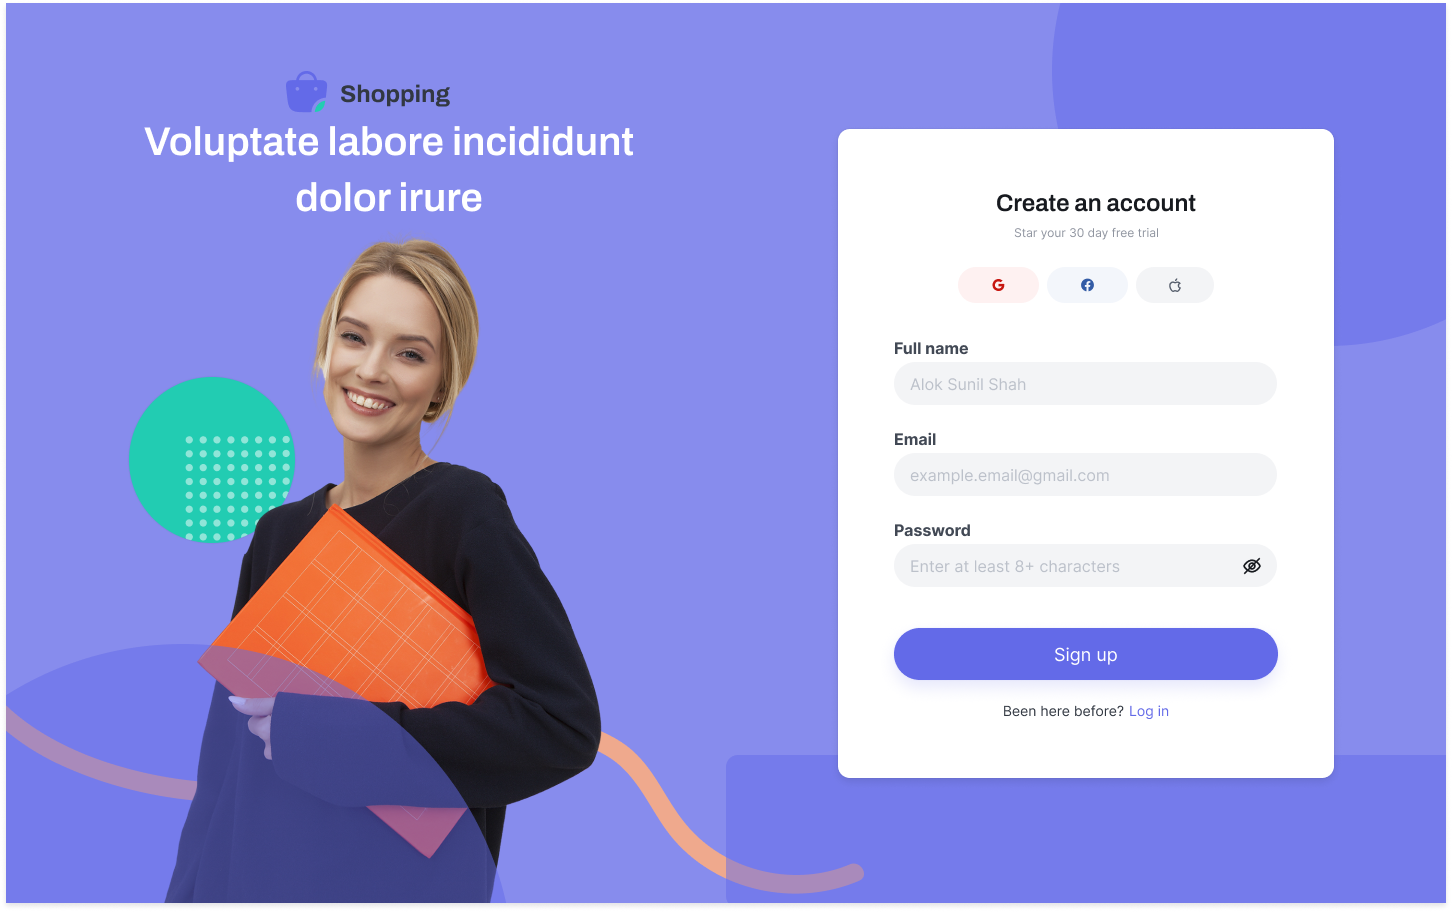 Shopping
Voluptate labore incididunt
dolor irure
Create an account
Star your 30 day free trial
Full name
Alok Sunil Shah
Email
example.email@gmail.com
Password
Enter at least 8+ characters
Sign up
Been here before? Log in